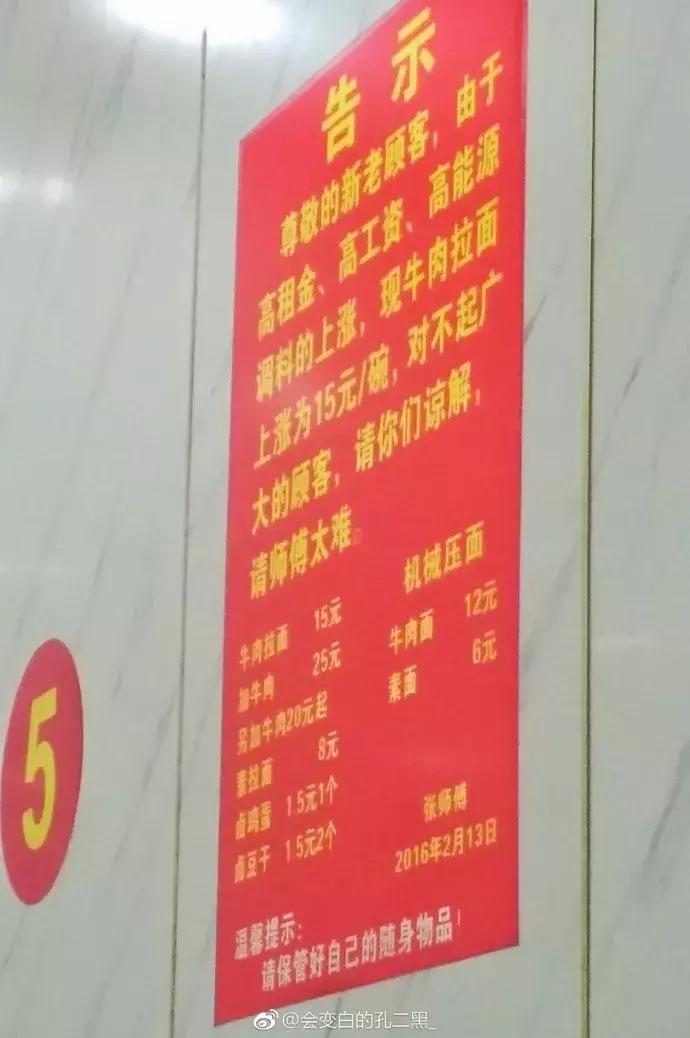 告示
尊敬的新老顾客，由于
高租金、高工资、高能源
调料的上涨，现牛肉拉面
上涨为15元/碗，对不起广
大的顾客，请你们谅解，
请师傅太难。
牛肉拉面 15元
加牛肉 25元
另加牛肉20元起
素拉面 8元
卤鸡蛋 1.5元1个
卤豆干 1.5元2个
机械压面
牛肉面 12元
素面 6元
张师傅
2016年2月13日
温馨提示：
请保管好自己的随身物品！
5
@会变白的孔二黑_